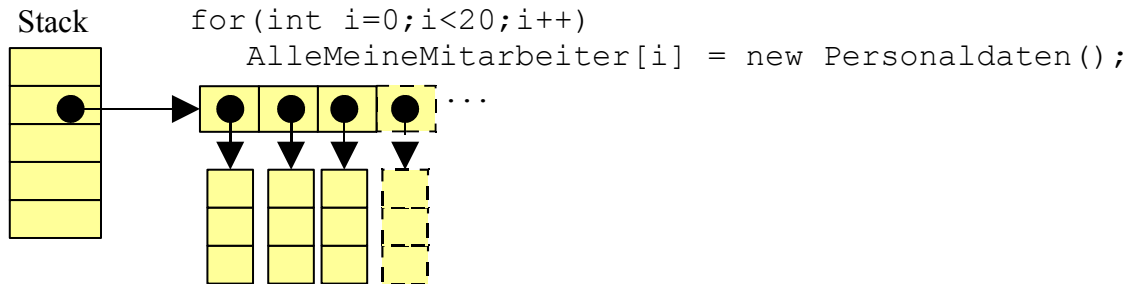 Stack
for(int i=0;i<20;i++)
AlleMeineMitarbeiter[i] = new Personaldaten();
...